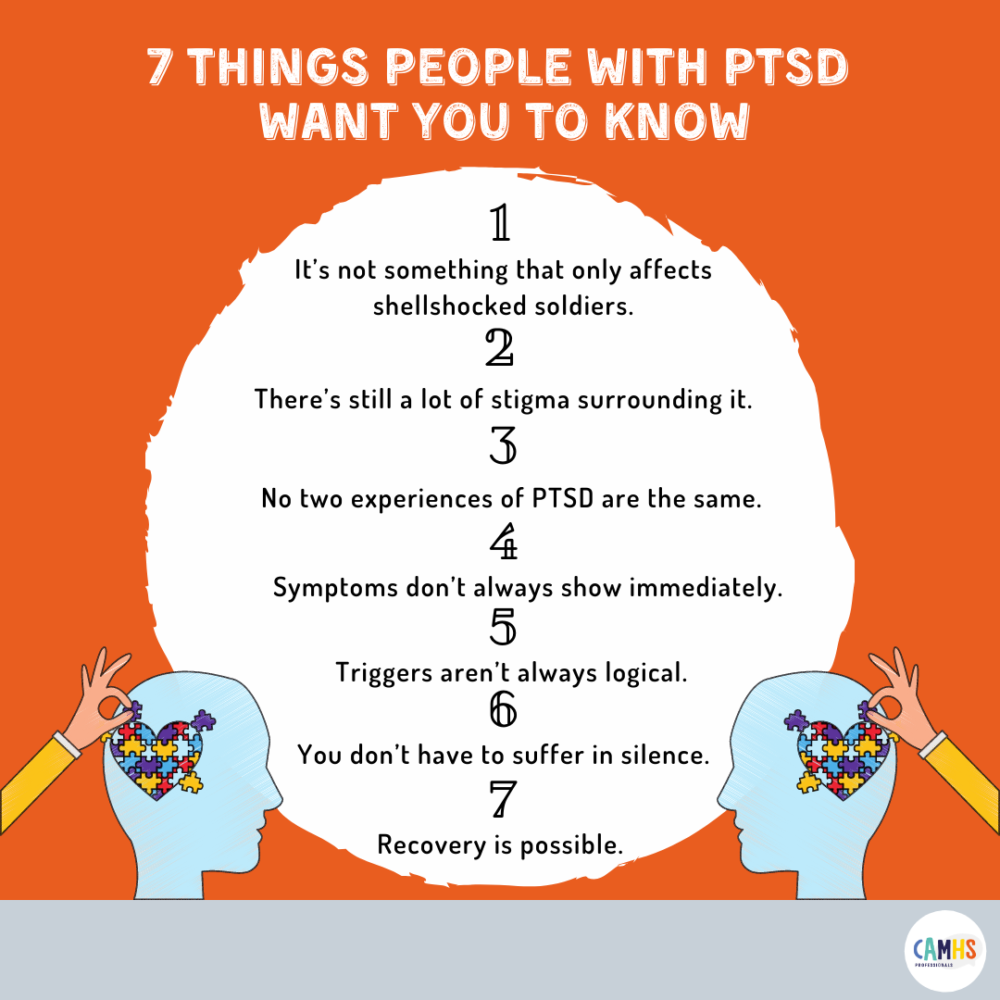 7 THINGS PEOPLE WITH PTSD
WANT YOU TO KNOW
1
It’s not something that only affects
shellshocked soldiers.
2
There’s still a lot of stigma surrounding it.
3
No two experiences of PTSD are the same.
4
Symptoms don’t always show immediately.
5
Triggers aren’t always logical.
6
You don’t have to suffer in silence.
7
Recovery is possible.
CAMHS
PROFESSIONALS